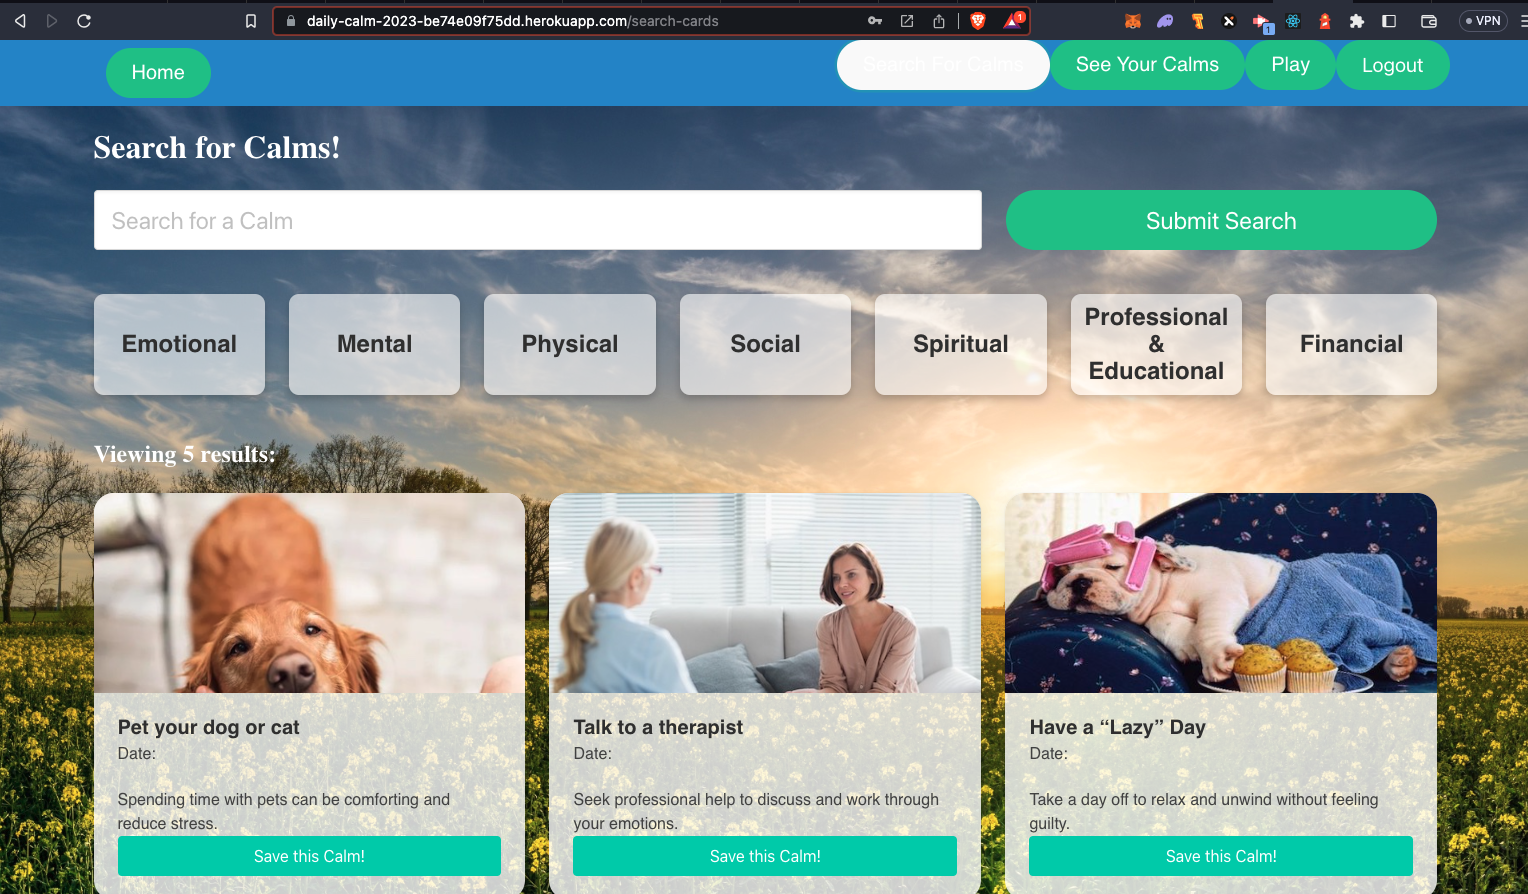 daily-calm-2023-be74e09f75dd.herokuapp.com/search-cards
1
1
VPN
Home
Search For Calms
See Your Calms
Play
Logout
Search for Calms!
Search for a Calm
Submit Search
Emotional
Mental
Physical
Social
Spiritual
Professional
&
Educational
Financial
Viewing 5 results:
Pet your dog or cat
Date:
Spending time with pets can be comforting and
reduce stress.
Save this Calm!
Talk to a therapist
Date:
Seek professional help to discuss and work through
your emotions.
Save this Calm!
Have a “Lazy” Day
Date:
Take a day off to relax and unwind without feeling
guilty.
Save this Calm!